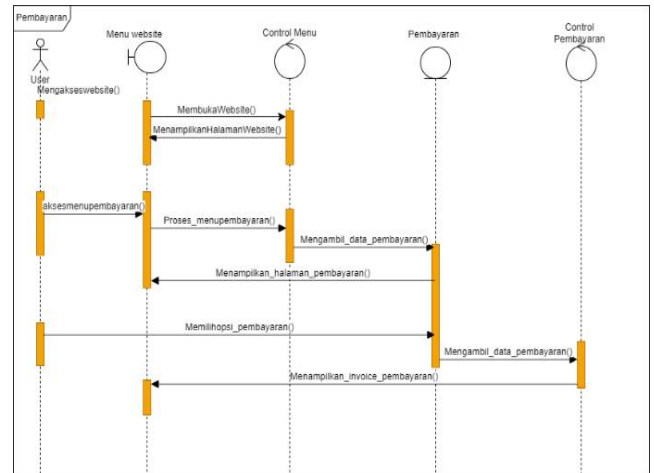 Pembayaran
User
Menu website
Control Menu
Pembayaran
Control
Pembayaran
Mengakseswebsite()
MembukaWebsite()
MenampilkanHalamanWebsite()
aksesmenupembayaran()
Proses_menupembayaran()
Mengambil_data_pembayaran()
Menampilkan_halaman_pembayaran()
Memilihopsi_pembayaran()
Mengambil_data_pembayaran()
Menampilkan_invoice_pembayaran()